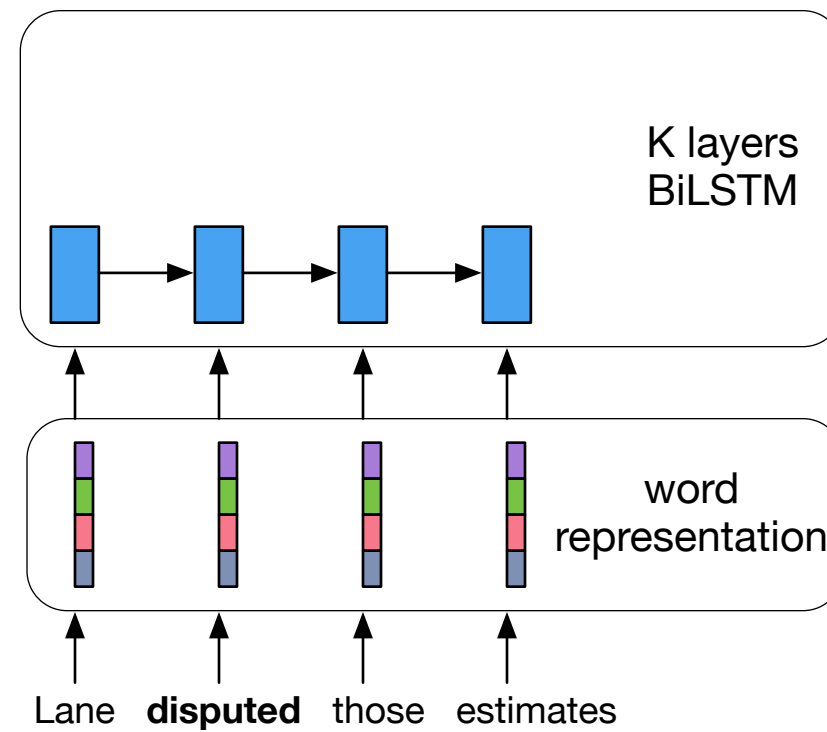 K layers
BiLSTM
word
representation
Lane disputed those estimates